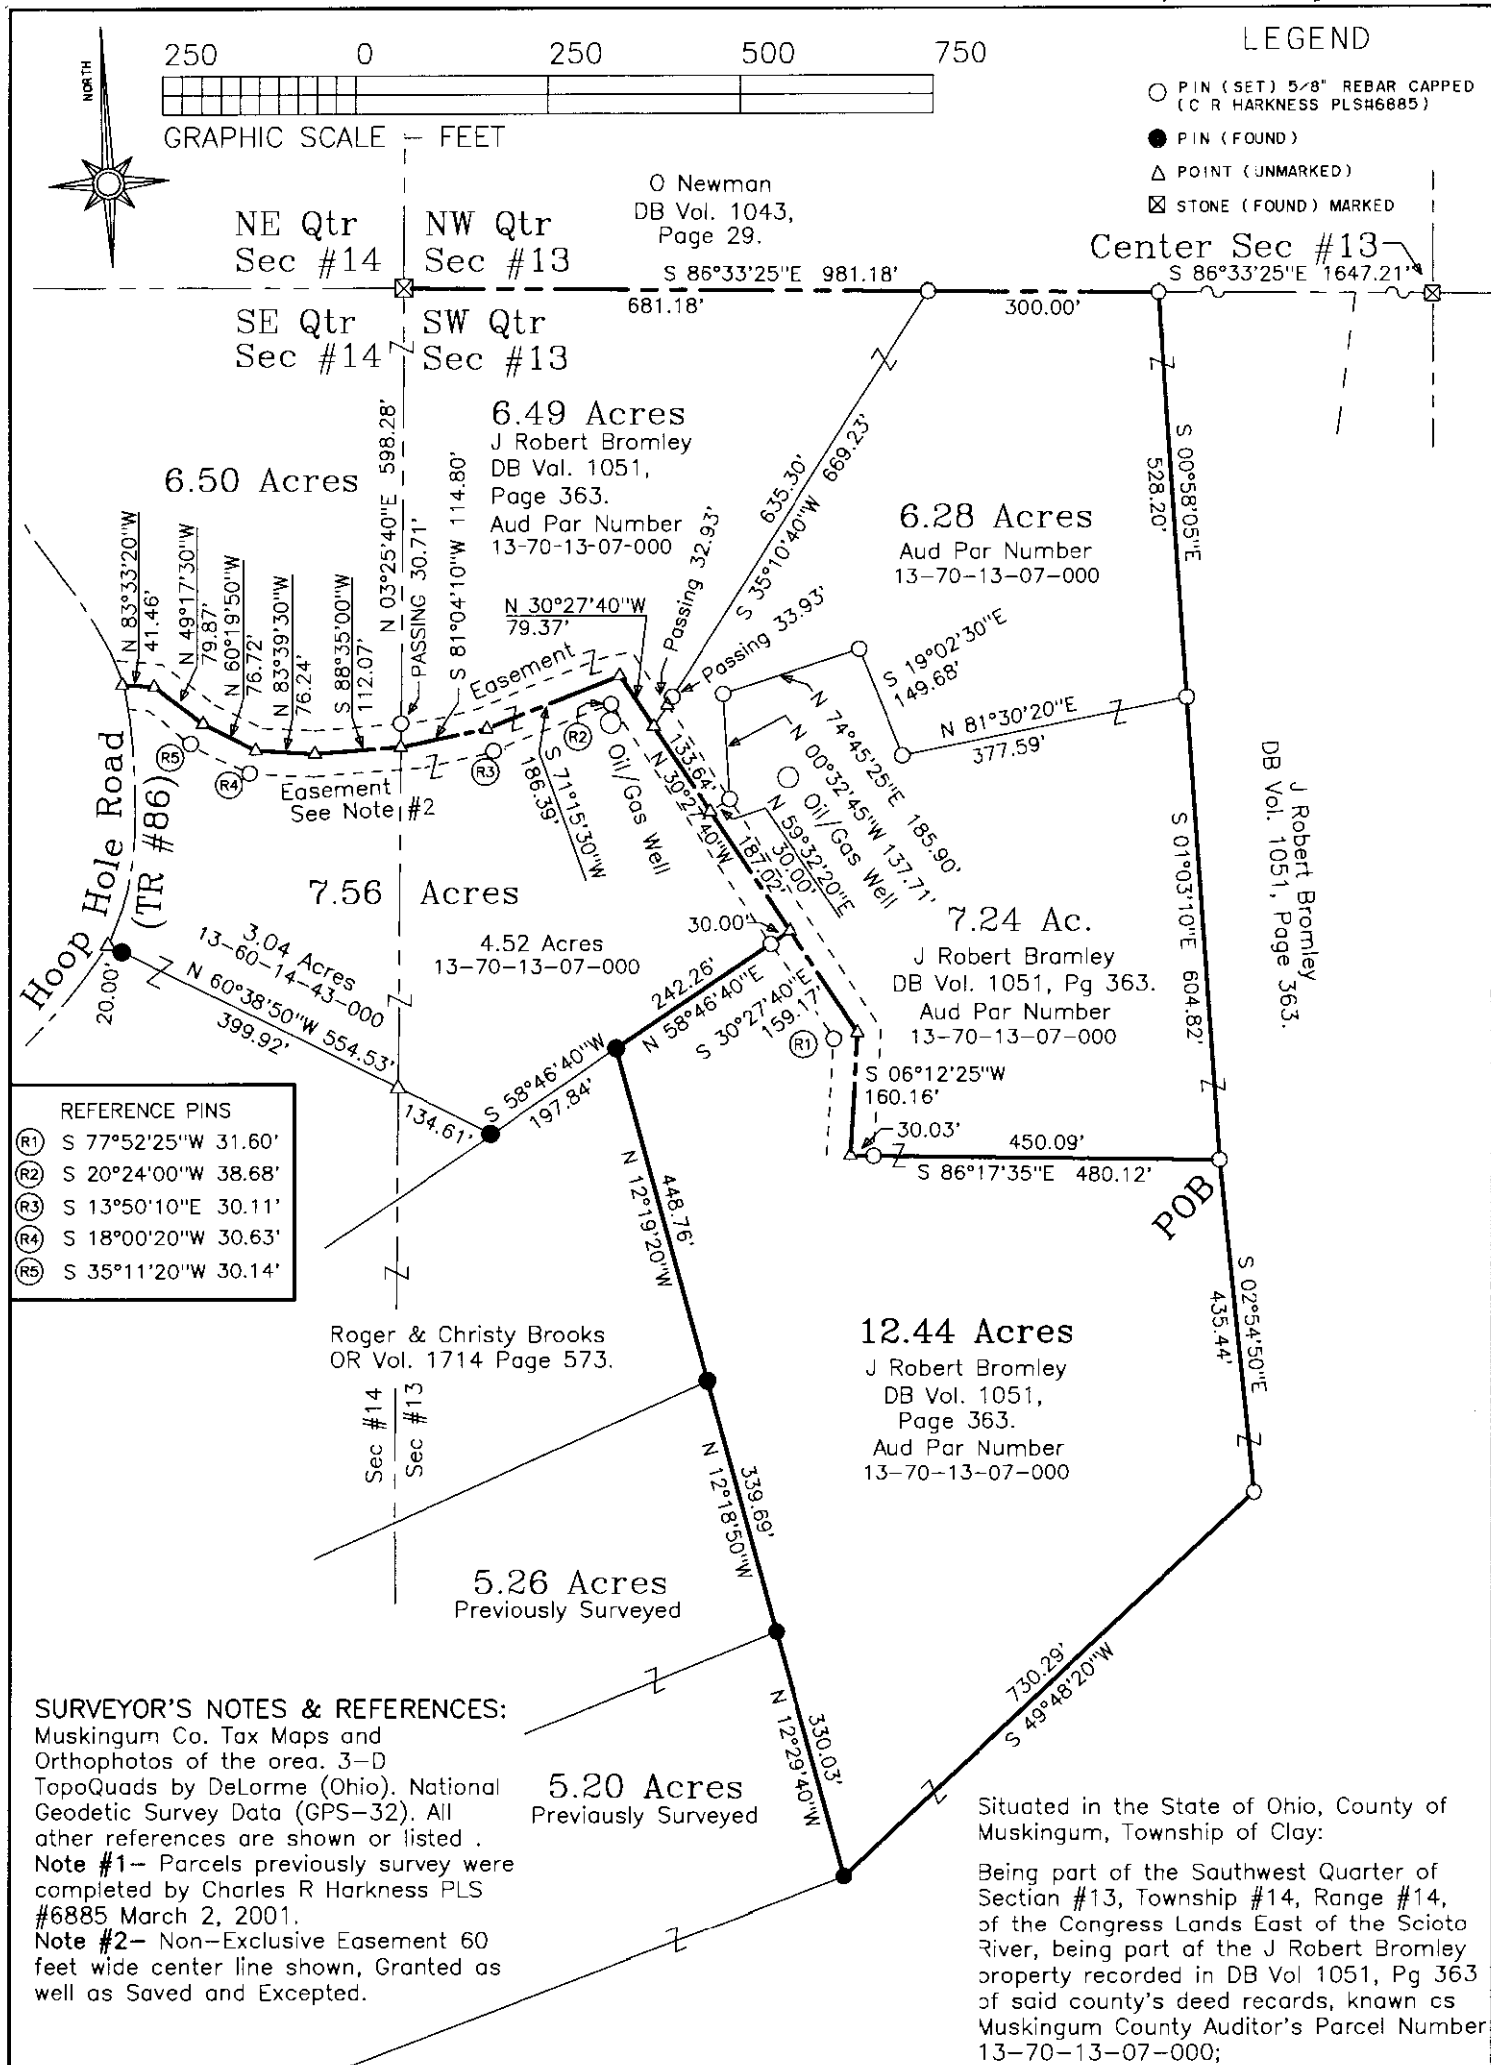 LEGEND
PIN (SET) 5/8" REBAR CAPPED
(C R HARKNESS PLS#6885)
PIN (FOUND)
POINT (UNMARKED)
STONE (FOUND) MARKED
NORTH
250 0 250 500 750
GRAPHIC SCALE - FEET
O Newman
DB Vol. 1043,
Page 29.
NE Qtr
Sec #14
NW Qtr
Sec #13
Center Sec #13
S 86°33'25"E 981.18'
S 86°33'25"E 1647.21'
681.18'
300.00'
SE Qtr
Sec #14
SW Qtr
Sec #13
6.49 Acres
J Robert Bromley
DB Val. 1051,
Page 363.
Aud Par Number
13-70-13-07-000
6.50 Acres
N 03°25'40"E 598.28'
PASSING 30.71'
S 81°04'10"W 114.80'
635.30'
S 35°10'40"W 669.23'
Passing 32.93'
Passing 33.93'
6.28 Acres
Aud Par Number
13-70-13-07-000
S 00°58'05"E
528.20'
N 83°33'20"W
41.46'
N 49°17'30"W
79.87'
N 60°19'50"W
76.72'
N 83°39'30"W
76.24'
S 88°35'00"W
112.07'
N 30°27'40"W
79.37'
Easement
S 19°02'30"E
149.68'
N 74°45'25"E 185.90'
N 00°32'45"W 137.71'
N 59°32'20"E
30.00'
N 81°30'20"E
377.59'
133.64'
N 30°27'40"W
187.02'
Oil/Gas Well
Oil/Gas Well
S 71°15'30"W
186.39'
R5
R4
R3
R2
Easement
See Note #2
Hoop Hole Road
(TR #86)
7.56 Acres
4.52 Acres
13-70-13-07-000
3.04 Acres
13-60-14-43-000
N 60°38'50"W 554.53'
399.92'
20.00'
134.61'
30.00'
242.26'
N 58°46'40"E
S 30°27'40"E
159.17'
R1
S 58°46'40"W
197.84'
7.24 Ac.
J Robert Bramley
DB Vol. 1051, Pg 363.
Aud Par Number
13-70-13-07-000
S 01°03'10"E 604.82'
J Robert Bromley
DB Vol. 1051, Page 363.
S 06°12'25"W
160.16'
30.03'
450.09'
S 86°17'35"E 480.12'
POB
REFERENCE PINS
R1 S 77°52'25"W 31.60'
R2 S 20°24'00"W 38.68'
R3 S 13°50'10"E 30.11'
R4 S 18°00'20"W 30.63'
R5 S 35°11'20"W 30.14'
448.76'
N 12°19'20"W
S 02°54'50"E
435.44'
Roger & Christy Brooks
OR Vol. 1714 Page 573.
Sec #14
Sec #13
12.44 Acres
J Robert Bromley
DB Vol. 1051,
Page 363.
Aud Par Number
13-70-13-07-000
339.69'
N 12°18'50"W
5.26 Acres
Previously Surveyed
730.29'
S 49°48'20"W
330.03'
N 12°29'40"W
5.20 Acres
Previausly Surveyed
SURVEYOR'S NOTES & REFERENCES:
Muskingum Co. Tax Maps and
Orthophotos of the area. 3-D
TopoQuads by DeLorme (Ohio). National
Geodetic Survey Data (GPS-32). All
other references are shown or listed .
Note #1- Parcels previously survey were
completed by Charles R Harkness PLS
#6885 March 2, 2001.
Note #2- Non-Exclusive Easement 60
feet wide center line shown, Granted as
well as Saved and Excepted.
Situated in the State of Ohio, County of
Muskingum, Township of Clay:
Being part of the Southwest Quarter of
Section #13, Township #14, Range #14,
of the Congress Lands East of the Scioto
River, being part of the J Robert Bromley
property recorded in DB Vol 1051, Pg 363
of said county's deed records, known as
Muskingum County Auditor's Parcel Number
13-70-13-07-000;